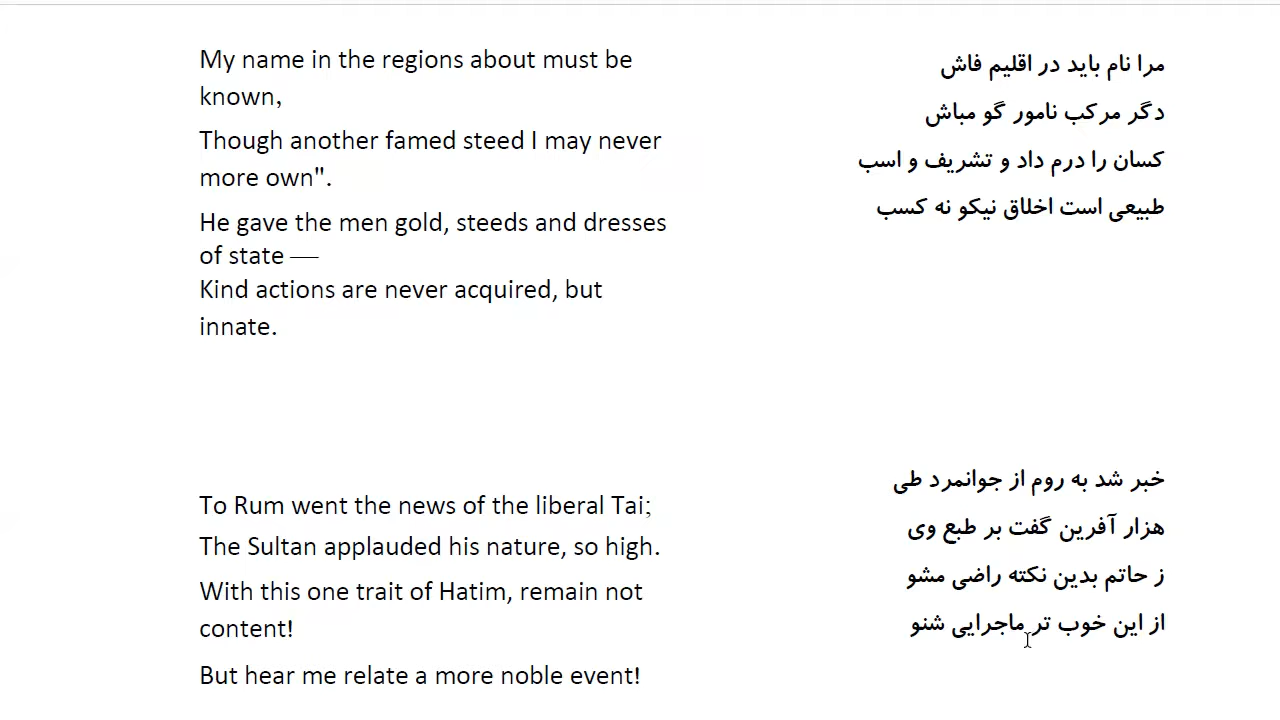 My name in the regions about must be
known,
Though another famed steed I may never
more own".
He gave the men gold, steeds and dresses
of state —
Kind actions are never acquired, but
innate.
مرا نام باید در اقلیم فاش
دگر مرکب نامور گو مباش
کسان را درم داد و تشریف و اسب
طبیعی است اخلاق نیکو نه کسب
To Rum went the news of the liberal Tai;
The Sultan applauded his nature, so high.
With this one trait of Hatim, remain not
content!
But hear me relate a more noble event!
خبر شد به روم از جوانمرد طی
هزار آفرین گفت بر طبع وی
ز حاتم بدین نکته راضی مشو
از این خوب تر ماجرایی شنو